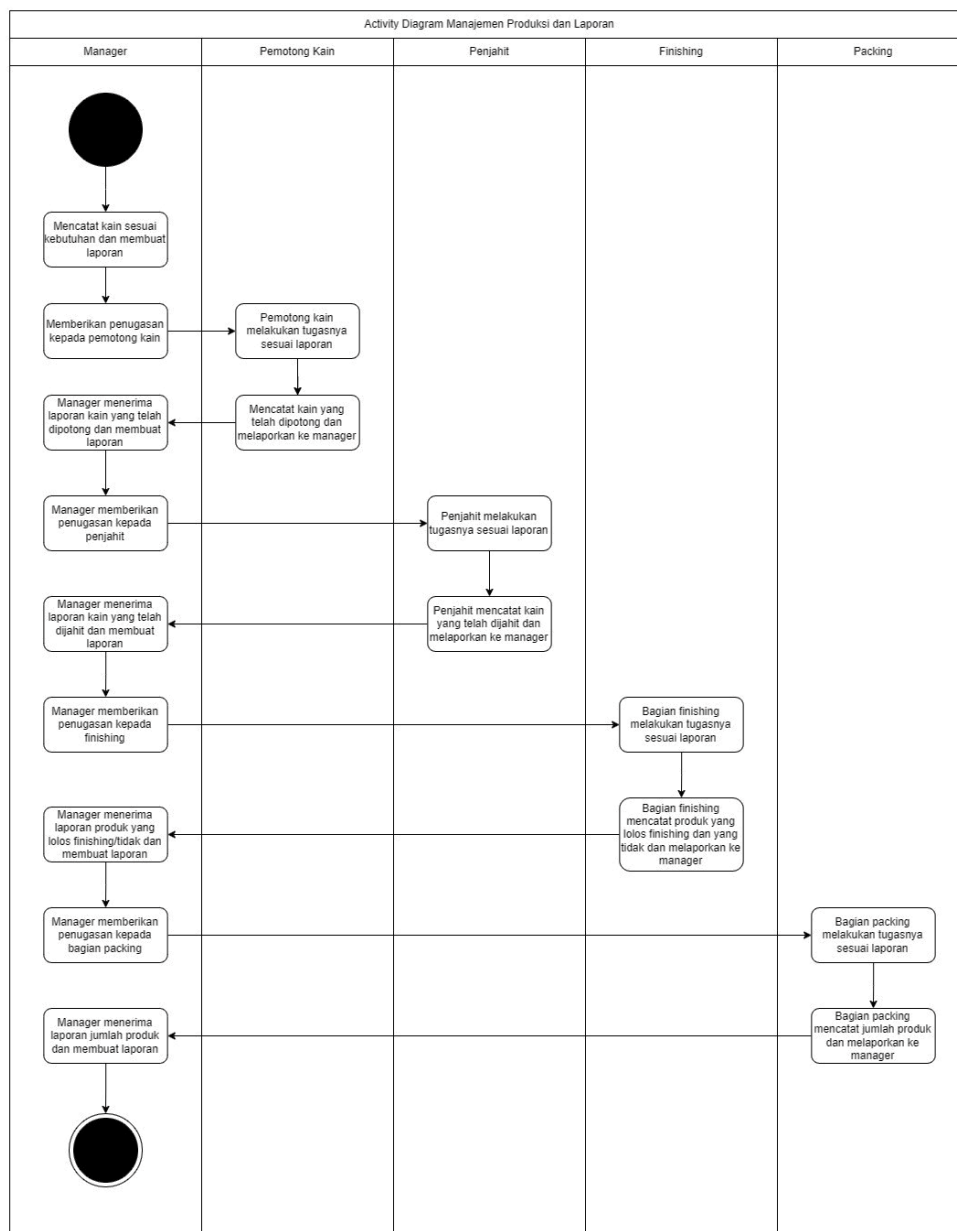 Activity Diagram Manajemen Produksi dan Laporan
Manager
Pemotong Kain
Penjahit
Finishing
Packing
Mencatat kain sesuai
kebutuhan dan membuat
laporan
Memberikan penugasan
kepada pemotong kain
Pemotong kain
melakukan tugasnya
sesuai laporan
Manager menerima
laporan kain yang telah
dipotong dan membuat
laporan
Mencatat kain yang
telah dipotong dan
melaporkan ke manager
Manager memberikan
penugasan kepada
penjahit
Penjahit melakukan
tugasnya sesuai laporan
Manager menerima
laporan kain yang telah
dijahit dan membuat
laporan
Penjahit mencatat kain
yang telah dijahit dan
melaporkan ke manager
Manager memberikan
penugasan kepada
finishing
Bagian finishing
melakukan tugasnya
sesuai laporan
Manager menerima
laporan produk yang
lolos finishing/tidak dan
membuat laporan
Bagian finishing
mencatat produk yang
lolos finishing dan yang
tidak dan melaporkan ke
manager
Manager memberikan
penugasan kepada
bagian packing
Bagian packing
melakukan tugasnya
sesuai laporan
Manager menerima
laporan jumlah produk
dan membuat laporan
Bagian packing
mencatat jumlah produk
dan melaporkan ke
manager